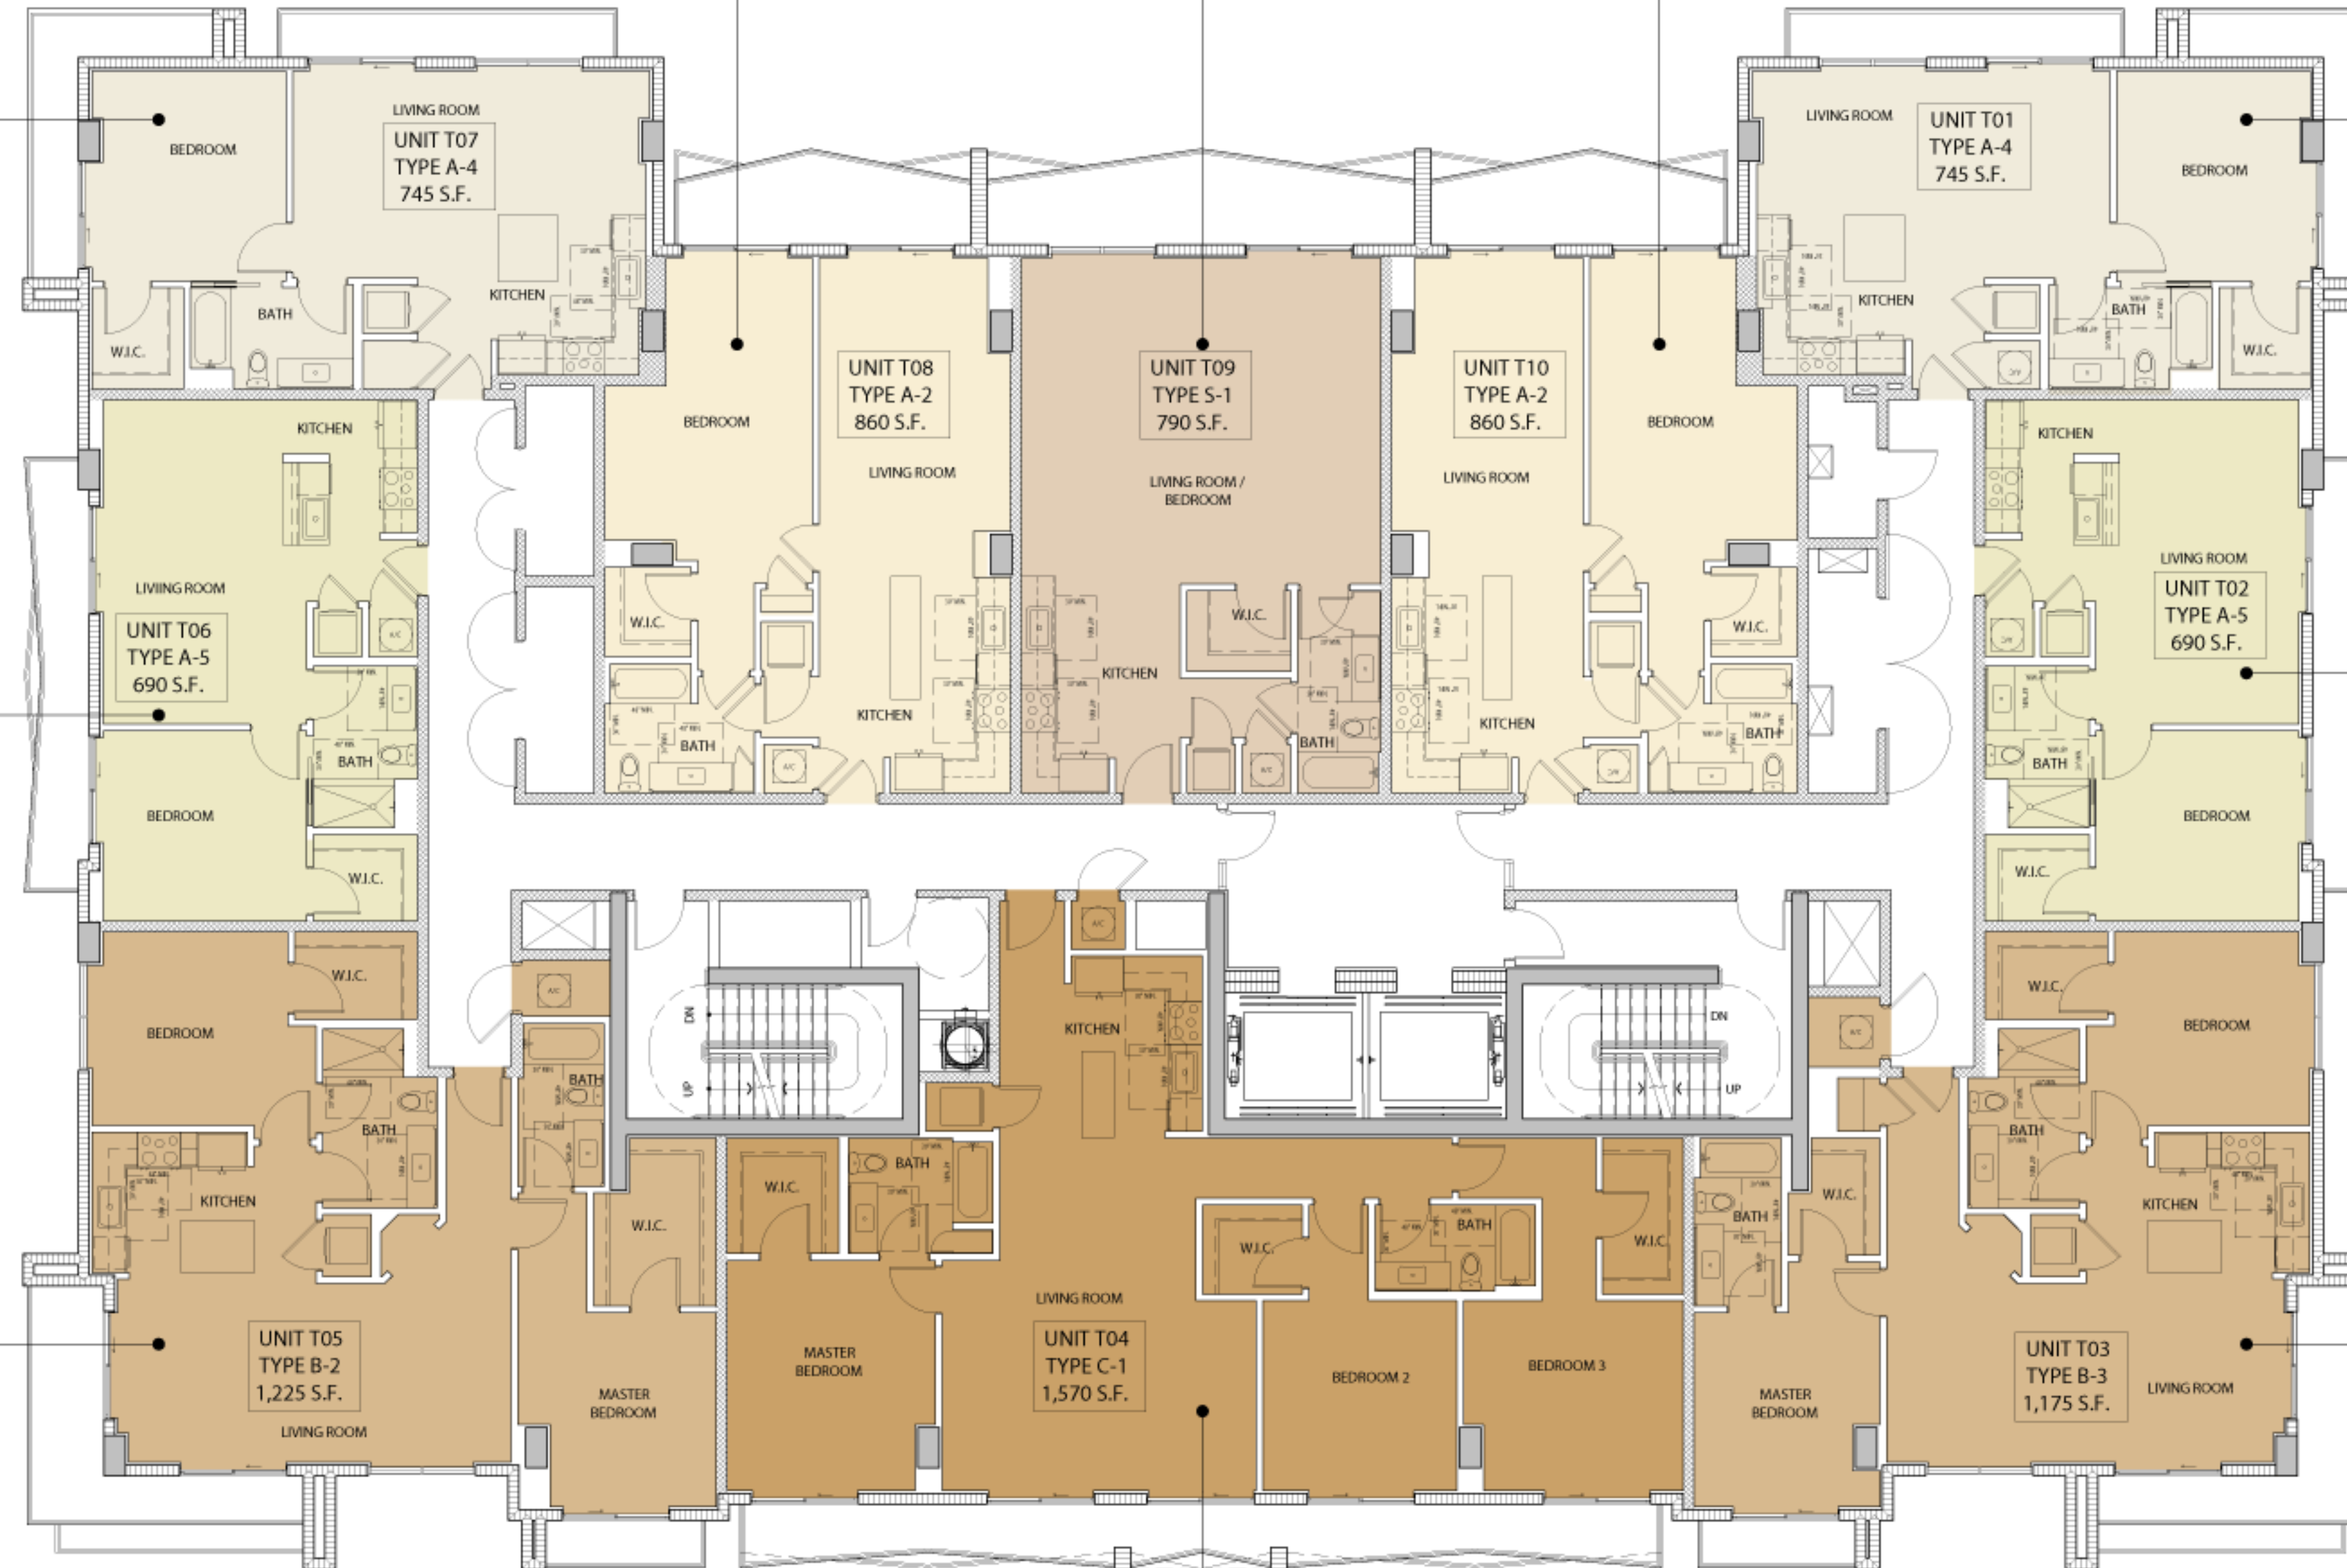 LIVING ROOM
UNIT T07
TYPE A-4
745 S.F.
BEDROOM
KITCHEN
BATH
W.I.C.
LIVING ROOM
UNIT T01
TYPE A-4
745 S.F.
BEDROOM
KITCHEN
BATH
W.I.C.
UNIT T08
TYPE A-2
860 S.F.
BEDROOM
LIVING ROOM
W.I.C.
KITCHEN
BATH
A/C
UNIT T09
TYPE S-1
790 S.F.
LIVING ROOM /
BEDROOM
W.I.C.
KITCHEN
BATH
A/C
UNIT T10
TYPE A-2
860 S.F.
BEDROOM
LIVING ROOM
W.I.C.
KITCHEN
BATH
A/C
KITCHEN
LIVIING ROOM
UNIT T06
TYPE A-5
690 S.F.
A/C
BATH
BEDROOM
W.I.C.
KITCHEN
LIVING ROOM
UNIT T02
TYPE A-5
690 S.F.
BATH
BEDROOM
W.I.C.
W.I.C.
BEDROOM
A/C
BATH
BATH
KITCHEN
W.I.C.
UNIT T05
TYPE B-2
1,225 S.F.
LIVING ROOM
MASTER
BEDROOM
DN
UP
A/C
KITCHEN
W.I.C.
BATH
W.I.C.
BATH
W.I.C.
LIVING ROOM
UNIT T04
TYPE C-1
1,570 S.F.
MASTER
BEDROOM
BEDROOM 2
BEDROOM 3
DN
UP
W.I.C.
BEDROOM
A/C
BATH
W.I.C.
BATH
KITCHEN
UNIT T03
TYPE B-3
1,175 S.F.
LIVING ROOM
MASTER
BEDROOM